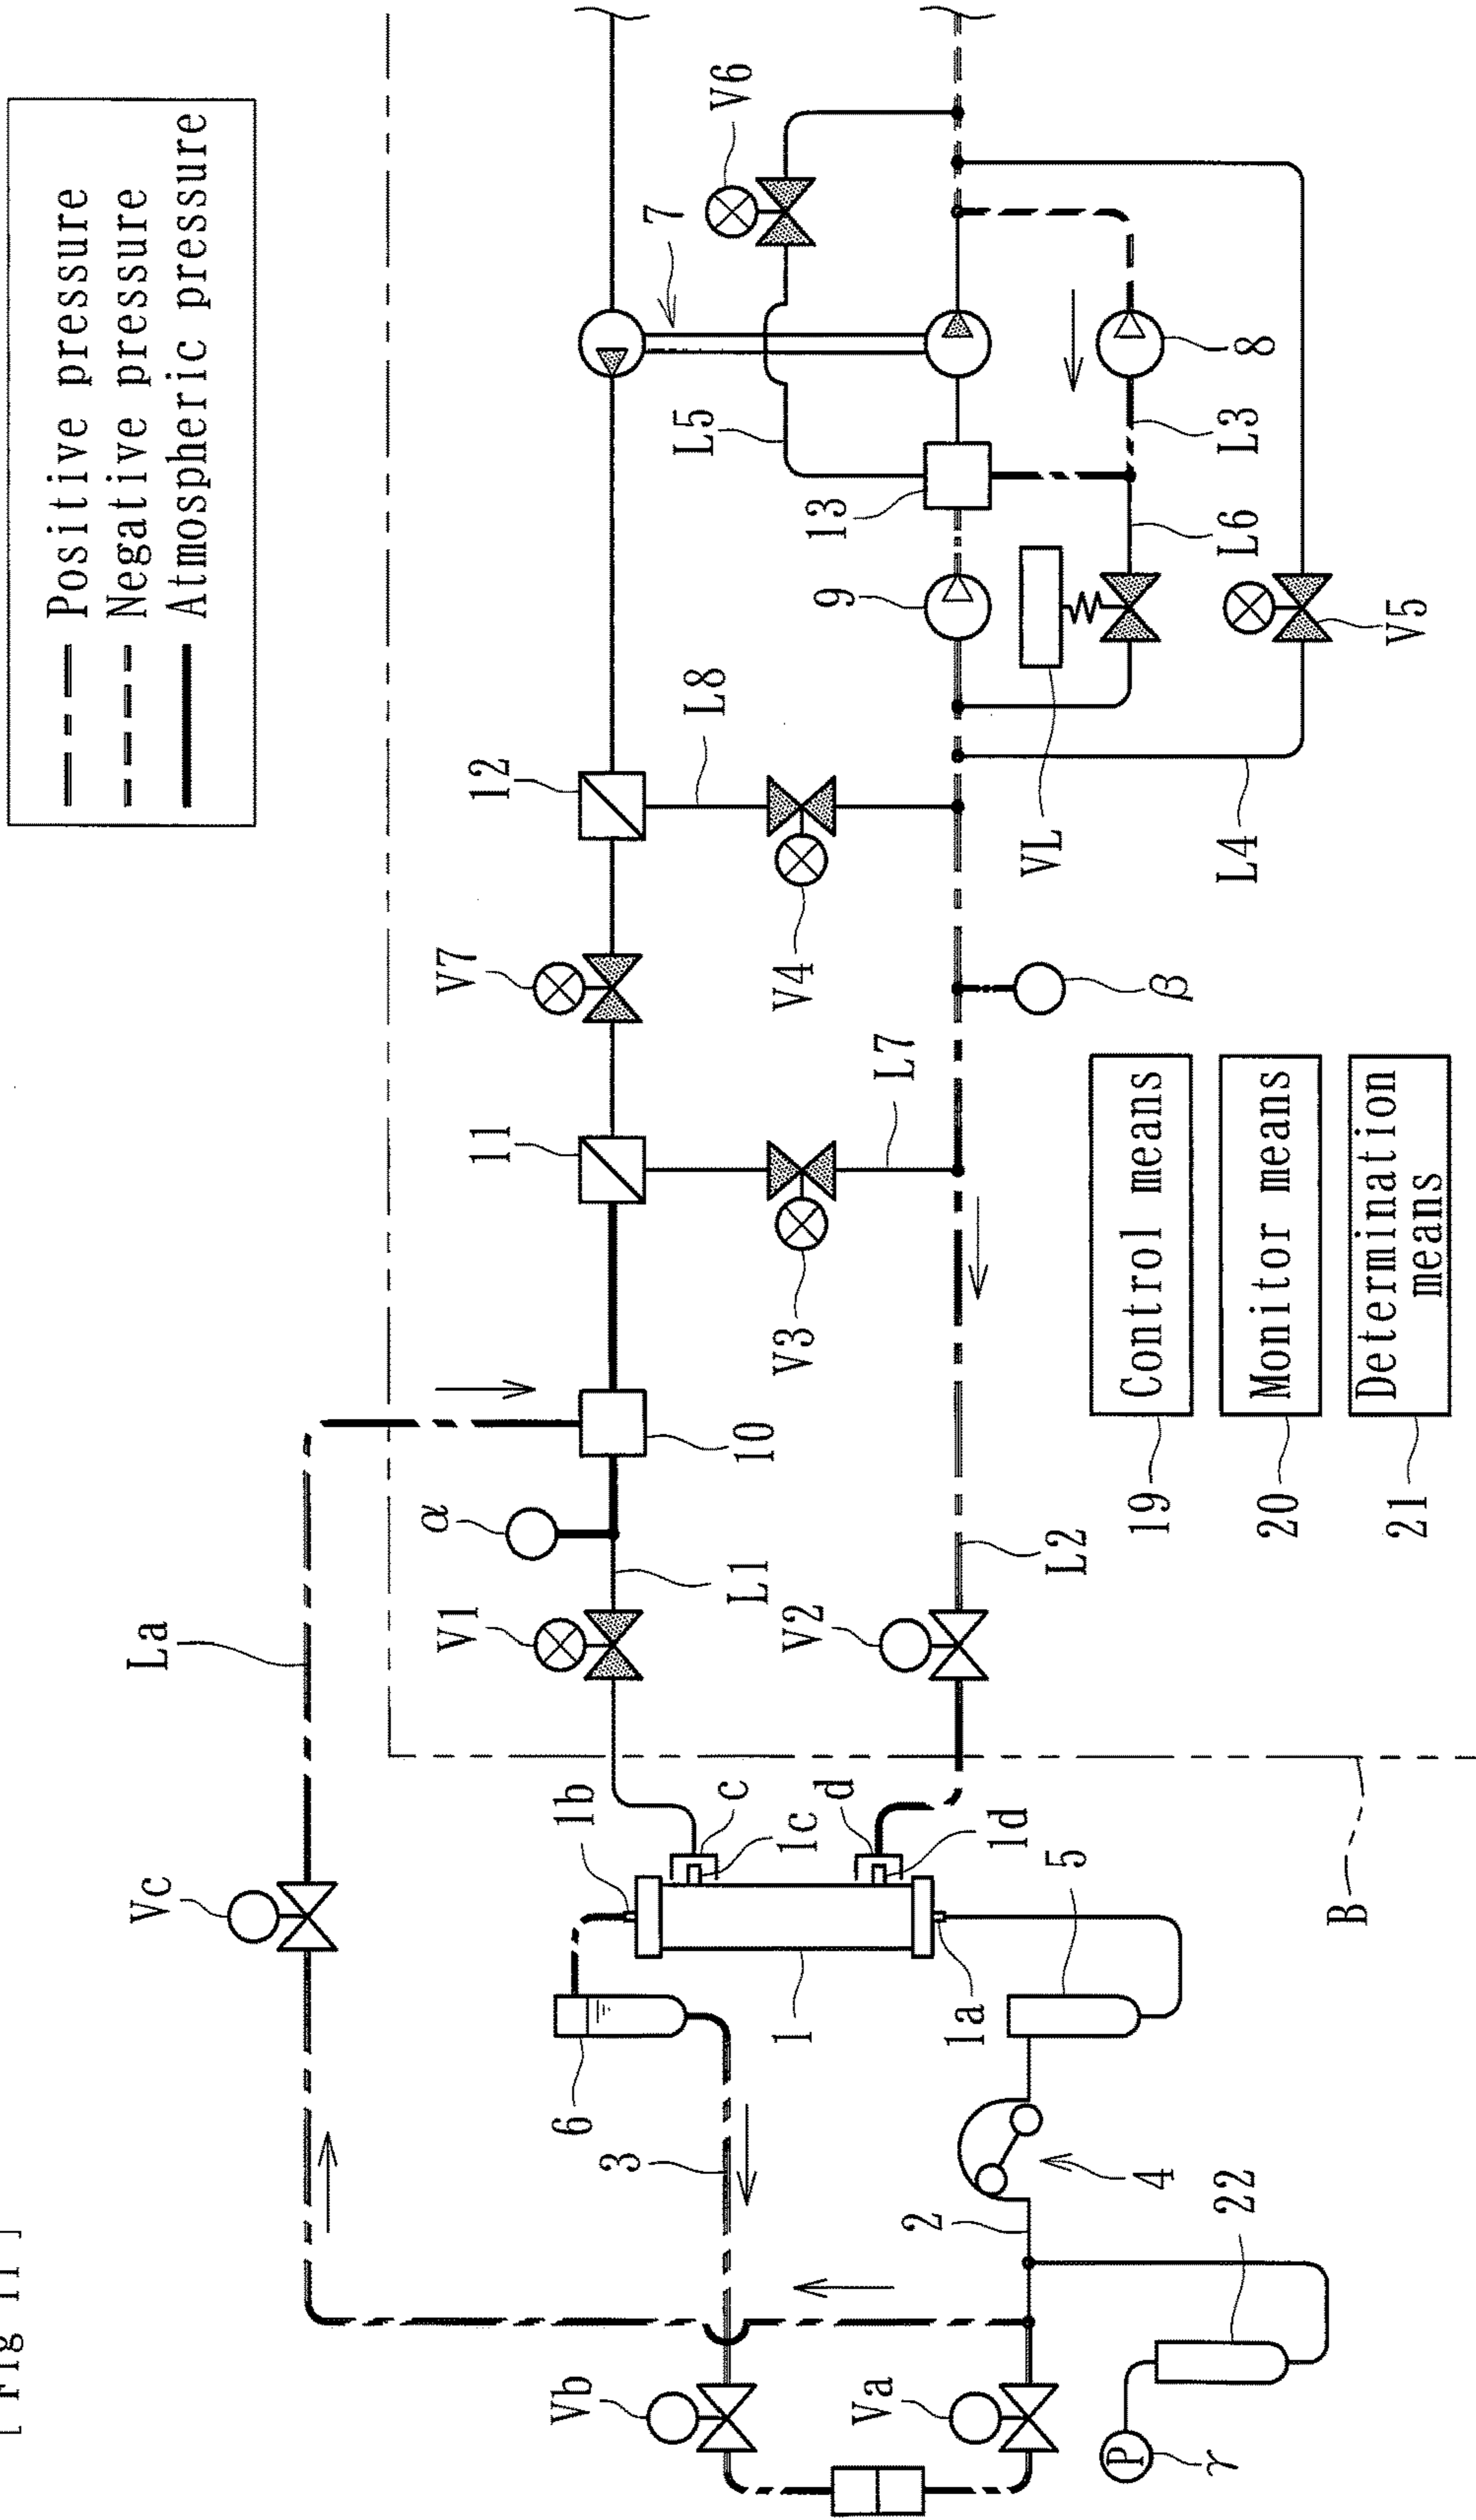 [ Fig 11 ]
Positive pressure
Negative pressure
Atmospheric pressure
V6
7
L5
13
8
L3
9
L6
V5
VL
L4
12
L8
V7
V4
β
11
L7
V3
10
α
La
V1
L1
V2
L2
Control means
19
Monitor means
20
Determination
means
21
Vc
1b
c
1c
d
1d
5
B
6
1
1a
3
4
2
22
Vb
Va
P
γ